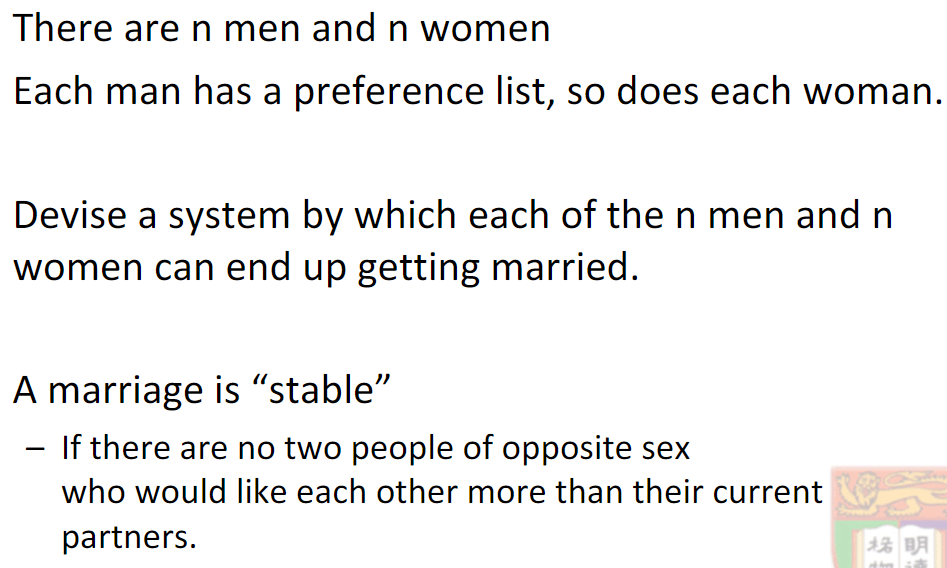 There are n men and n women
Each man has a preference list, so does each woman.
Devise a system by which each of the n men and n
women can end up getting married.
A marriage is “stable”
– If there are no two people of opposite sex
who would like each other more than their current
partners.
明